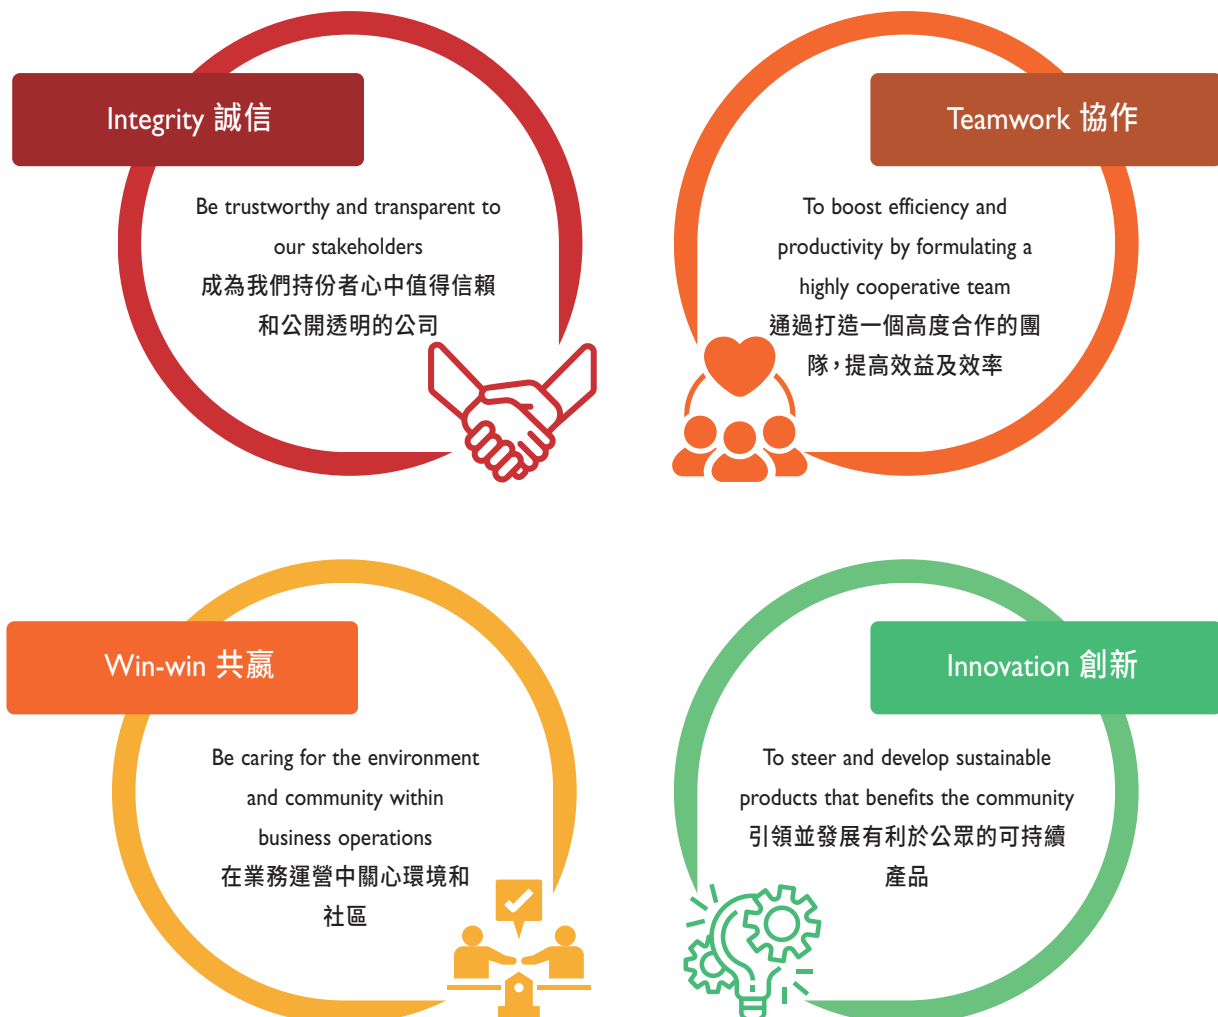 Integrity 誠信
Be trustworthy and transparent to
our stakeholders
成為我們持份者心中值得信賴
和公開透明的公司
Teamwork 協作
To boost efficiency and
productivity by formulating a
highly cooperative team
通過打造一個高度合作的團
隊，提高效益及效率
Win-win 共嬴
Be caring for the environment
and community within
business operations
在業務運營中關心環境和
社區
Innovation 創新
To steer and develop sustainable
products that benefits the community
引領並發展有利於公眾的可持續
產品